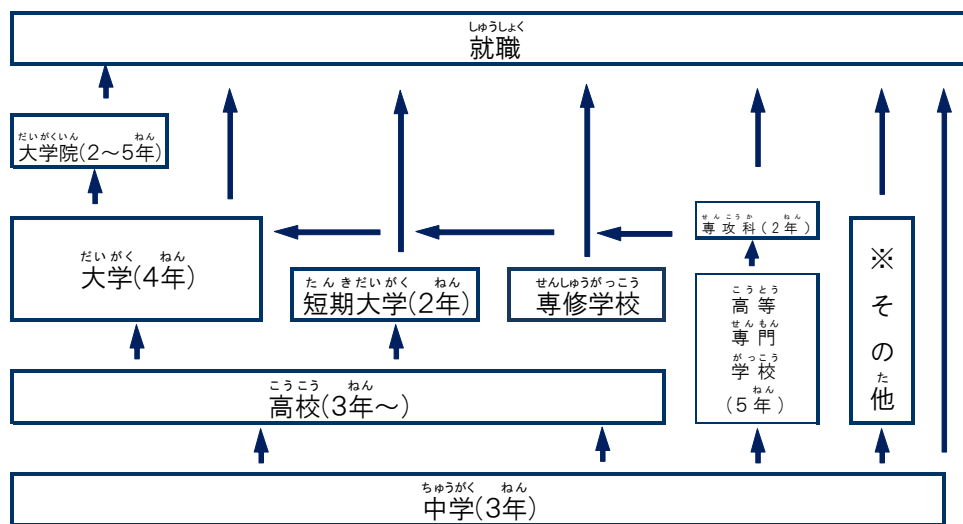 しゅうしょく
就職
だいがくいん ねん
大学院(2～5年)
せんこうか ねん
専攻科(2年)
だいがく ねん
大学(4年)
たんきだいがく ねん
短期大学(2年)
せんしゅうがっこう
専修学校
こうとう
高等
せんもん
専門
がっこう
学校
ねん
(5年)
※その他
た
こうこう ねん
高校(3年～)
ちゅうがく ねん
中学(3年)